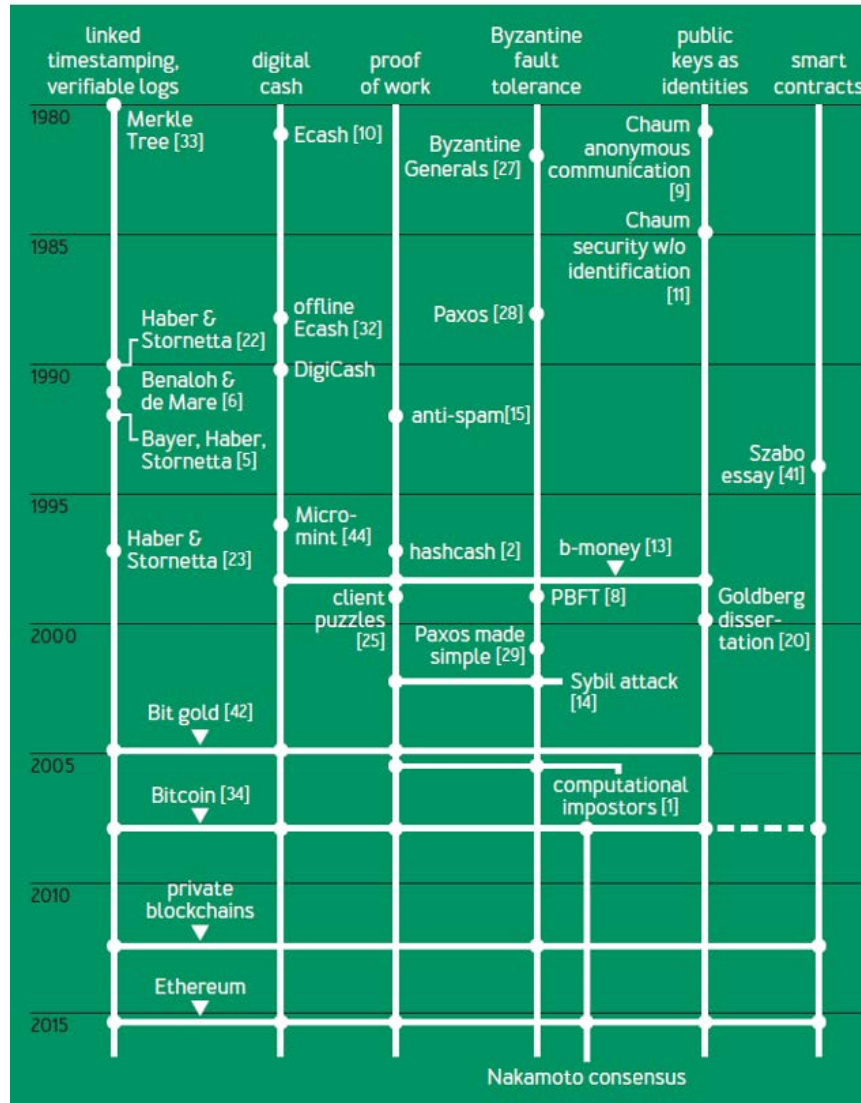 linked
timestamping,
verifiable logs
digital
cash
proof
of work
Byzantine
fault
tolerance
public
keys as
identities
smart
contracts
1980
Merkle
Tree [33]
Ecash [10]
Byzantine
Generals [27]
Chaum
anonymous
communication
[9]
1985
Chaum
security w/o
identification
[11]
Haber &
Stornetta [22]
offline
Ecash [32]
Paxos [28]
1990
DigiCash
Benaloh &
de Mare [6]
anti-spam[15]
Bayer, Haber,
Stornetta [5]
Szabo
essay [41]
1995
Micro-
mint [44]
Haber &
Stornetta [23]
hashcash [2]
b-money [13]
client
puzzles
[25]
PBFT [8]
Goldberg
disser-
tation [20]
2000
Paxos made
simple [29]
Sybil attack
[14]
Bit gold [42]
2005
computational
impostors [1]
Bitcoin [34]
2010
private
blockchains
Ethereum
2015
Nakamoto consensus